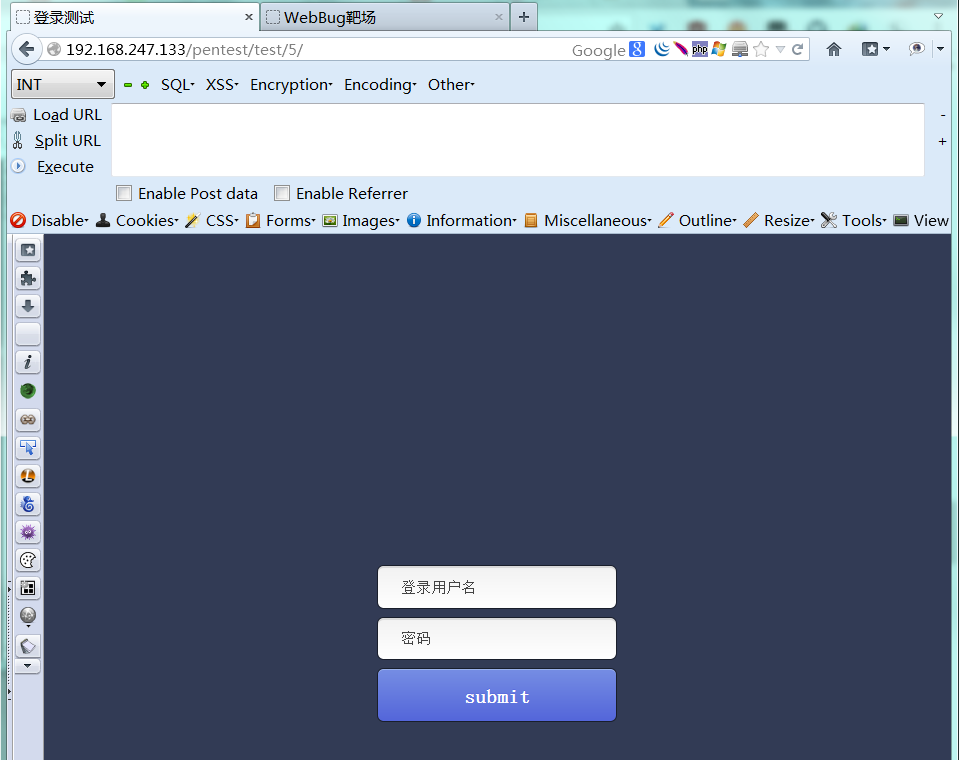 登录测试
WebBug靶场
192.168.247.133/pentest/test/5/
Google
php
INT
SQL XSS Encryption Encoding Other
Load URL
Split URL
Execute
Enable Post data Enable Referrer
Disable Cookies CSS Forms Images Information Miscellaneous Outline Resize Tools View
登录用户名
密码
submit